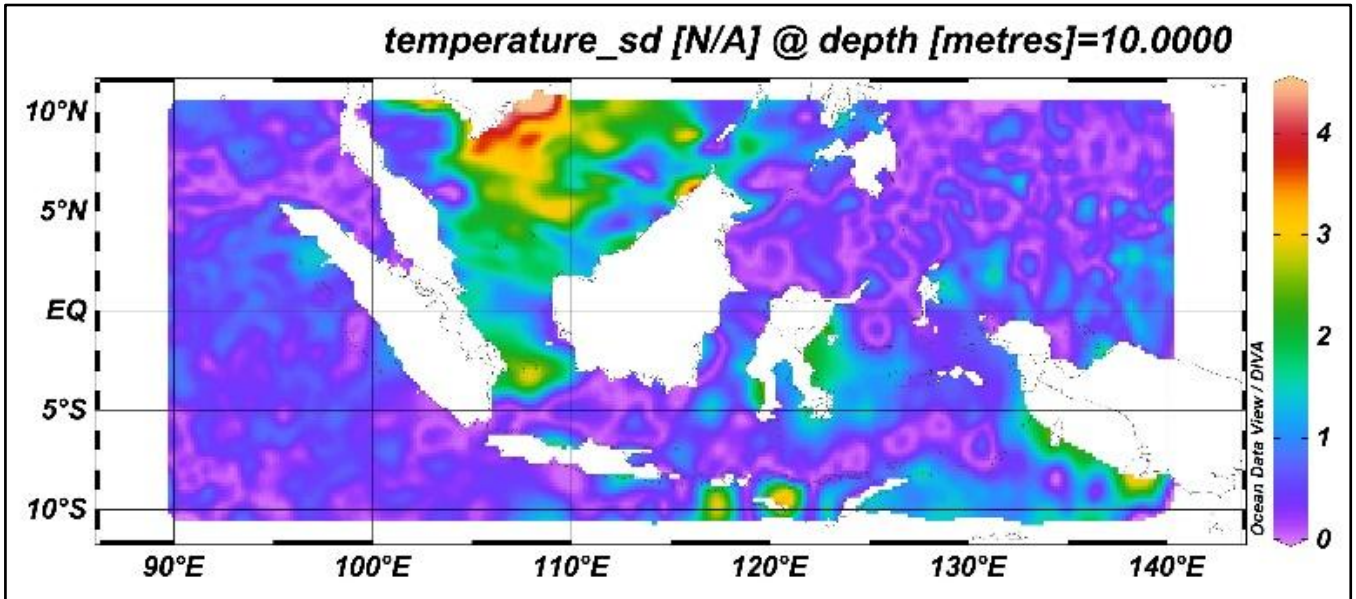 temperature_sd [N/A] @ depth [metres]=10.0000
10°N
5°N
EQ
5°S
10°S
90°E
100°E
110°E
120°E
130°E
140°E
4
3
2
1
0
Ocean Data View / DIVA